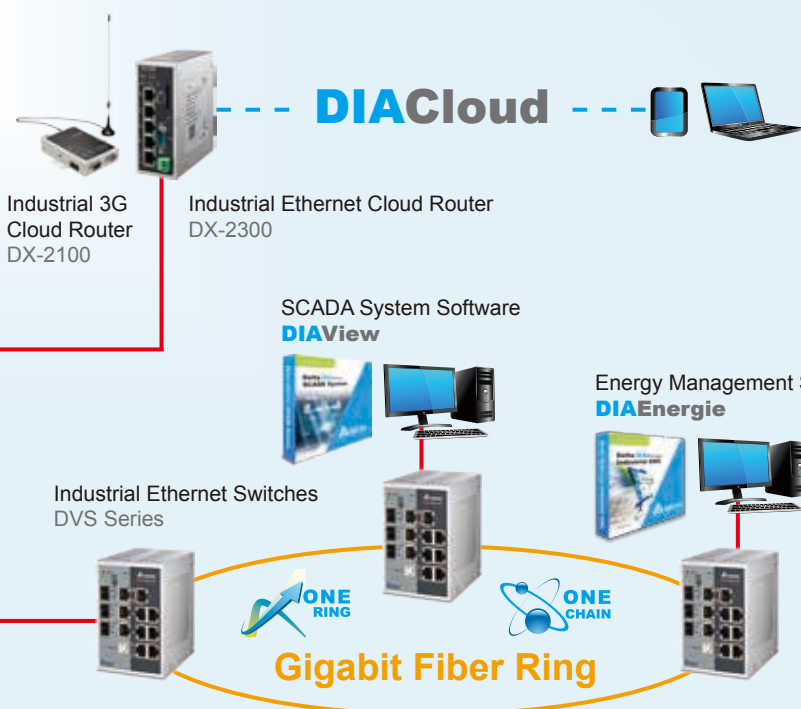 DIACloud
Industrial 3G
Cloud Router
DX-2100
Industrial Ethernet Cloud Router
DX-2300
SCADA System Software
DIAView
Energy Management
DIAEnergie
Industrial Ethernet Switches
DVS Series
ONE
RING
ONE
CHAIN
Gigabit Fiber Ring